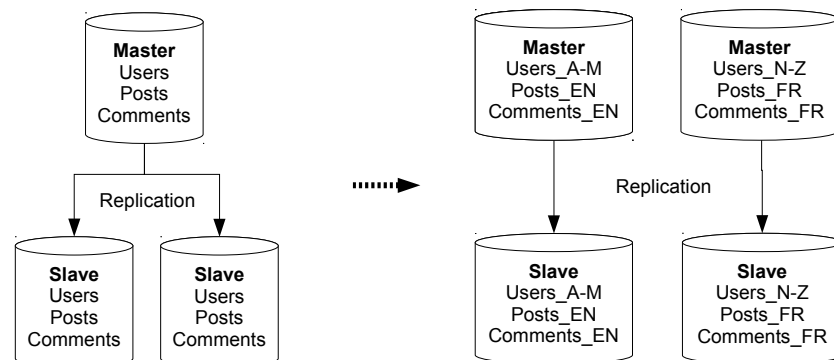 Master
Users
Posts
Comments
Replication
Slave
Users
Posts
Comments
Slave
Users
Posts
Comments
Master
Users_A-M
Posts_EN
Comments_EN
Master
Users_N-Z
Posts_FR
Comments_FR
Replication
Slave
Users_A-M
Posts_EN
Comments_EN
Slave
Users_N-Z
Posts_FR
Comments_FR